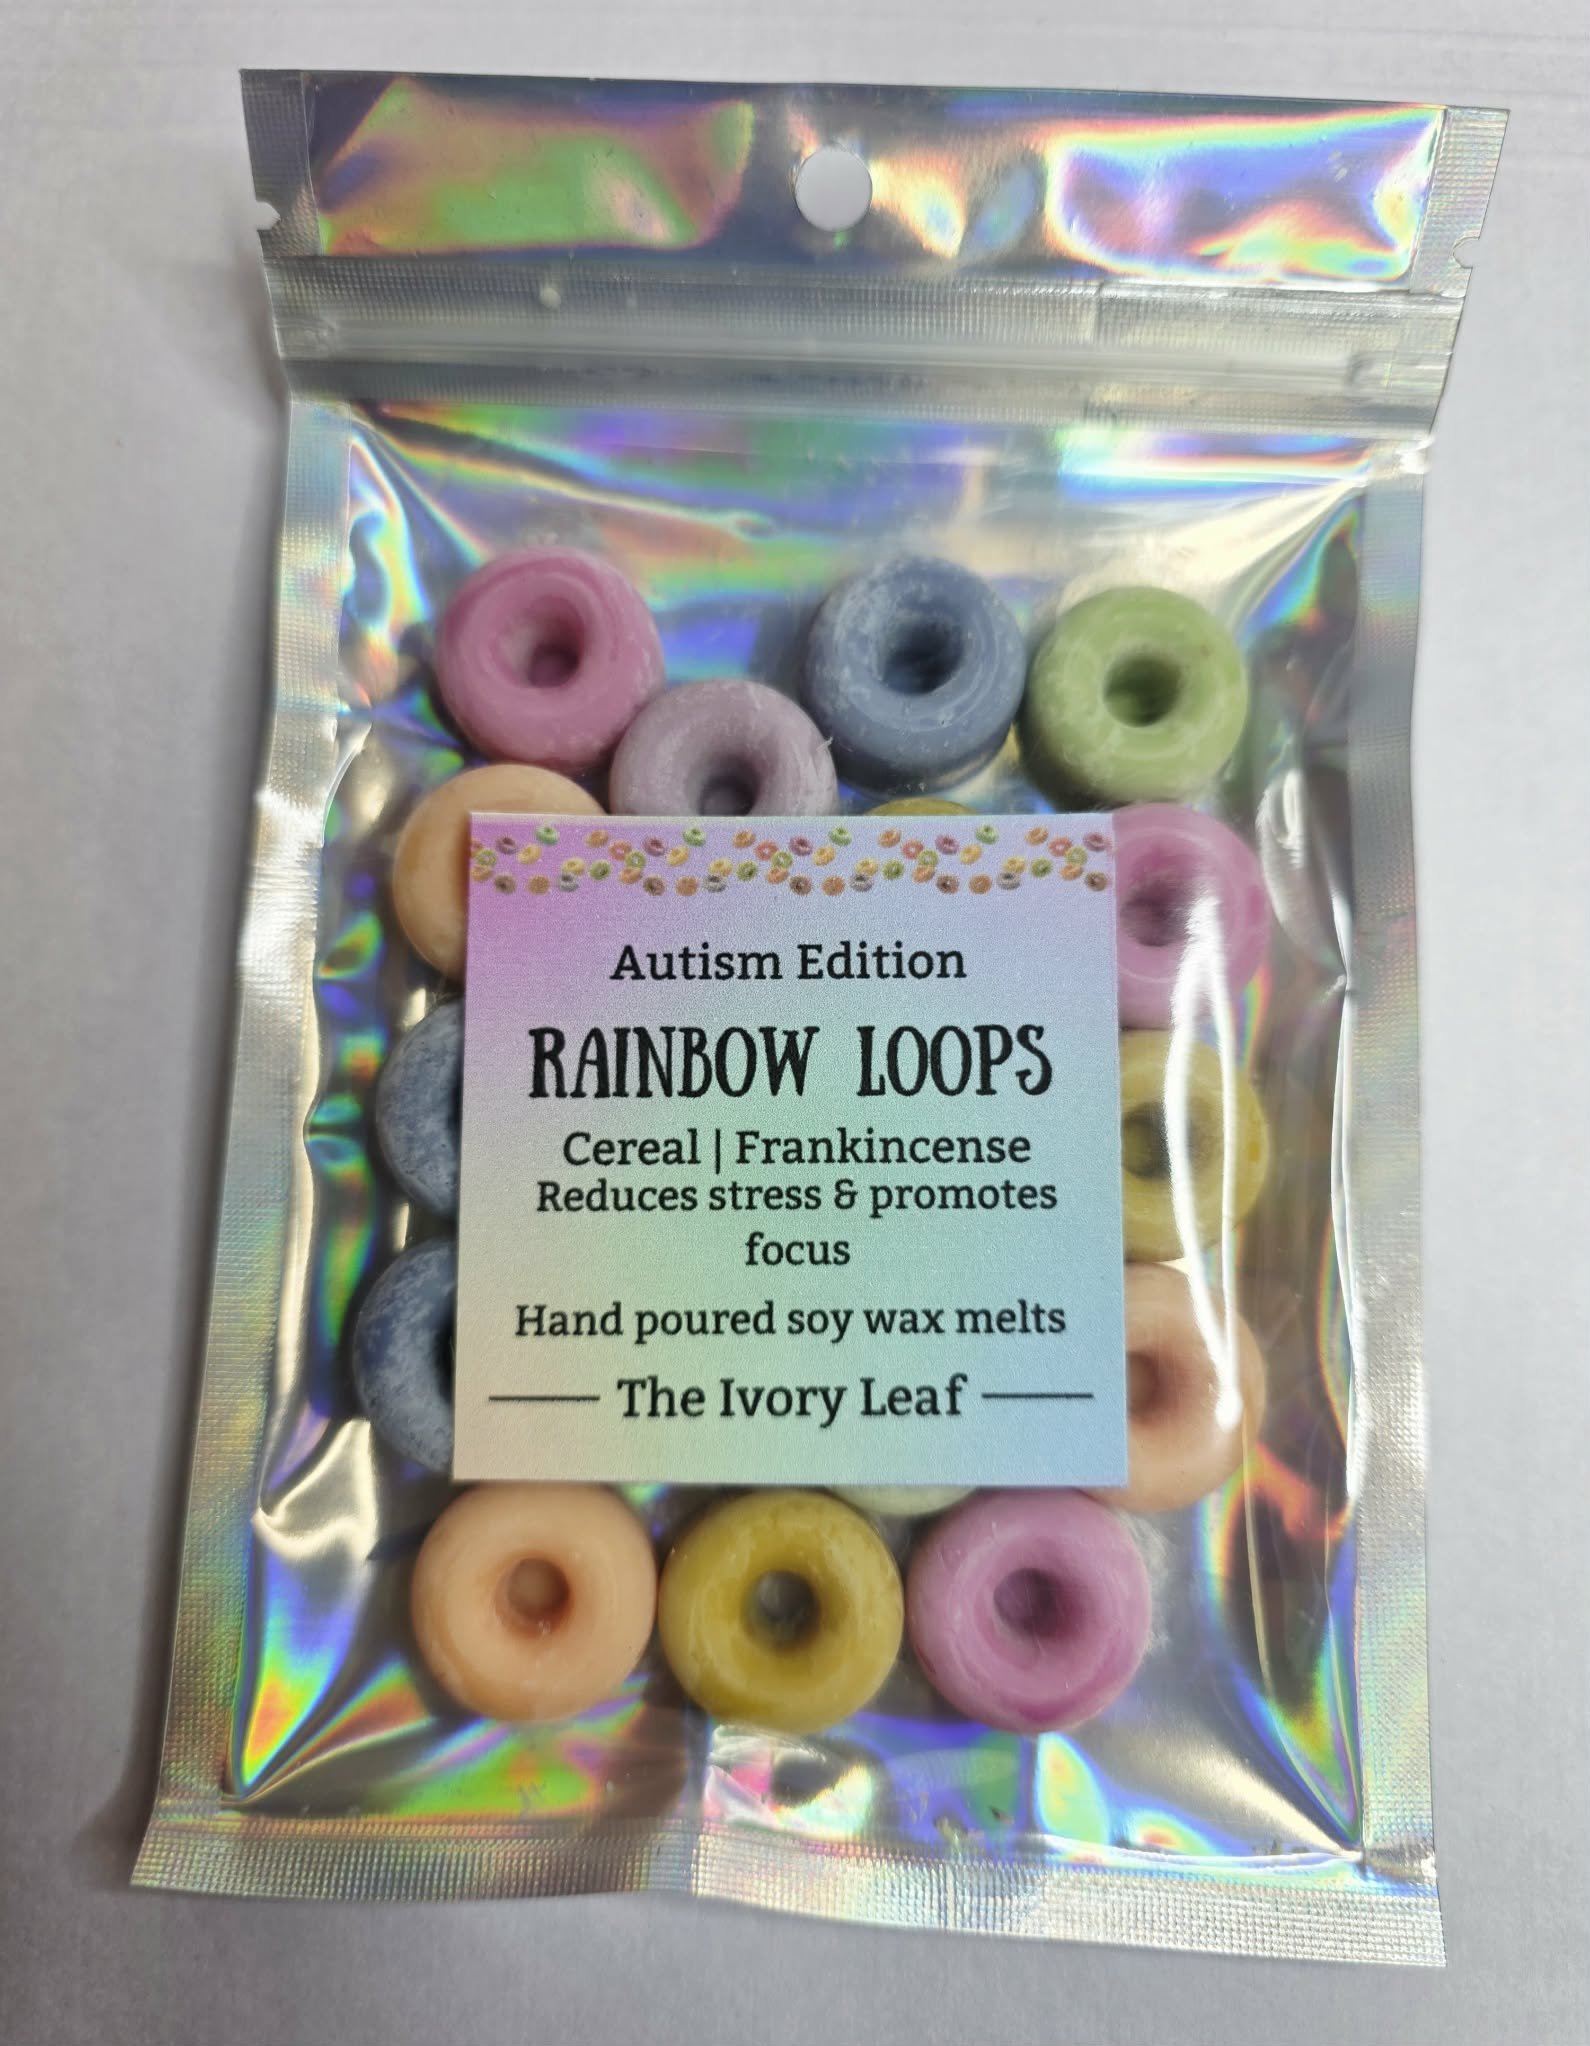 Autism Edition
RAINBOW LOOPS
Cereal | Frankincense
Reduces stress & promotes
focus
Hand poured soy wax melts
The Ivory Leaf